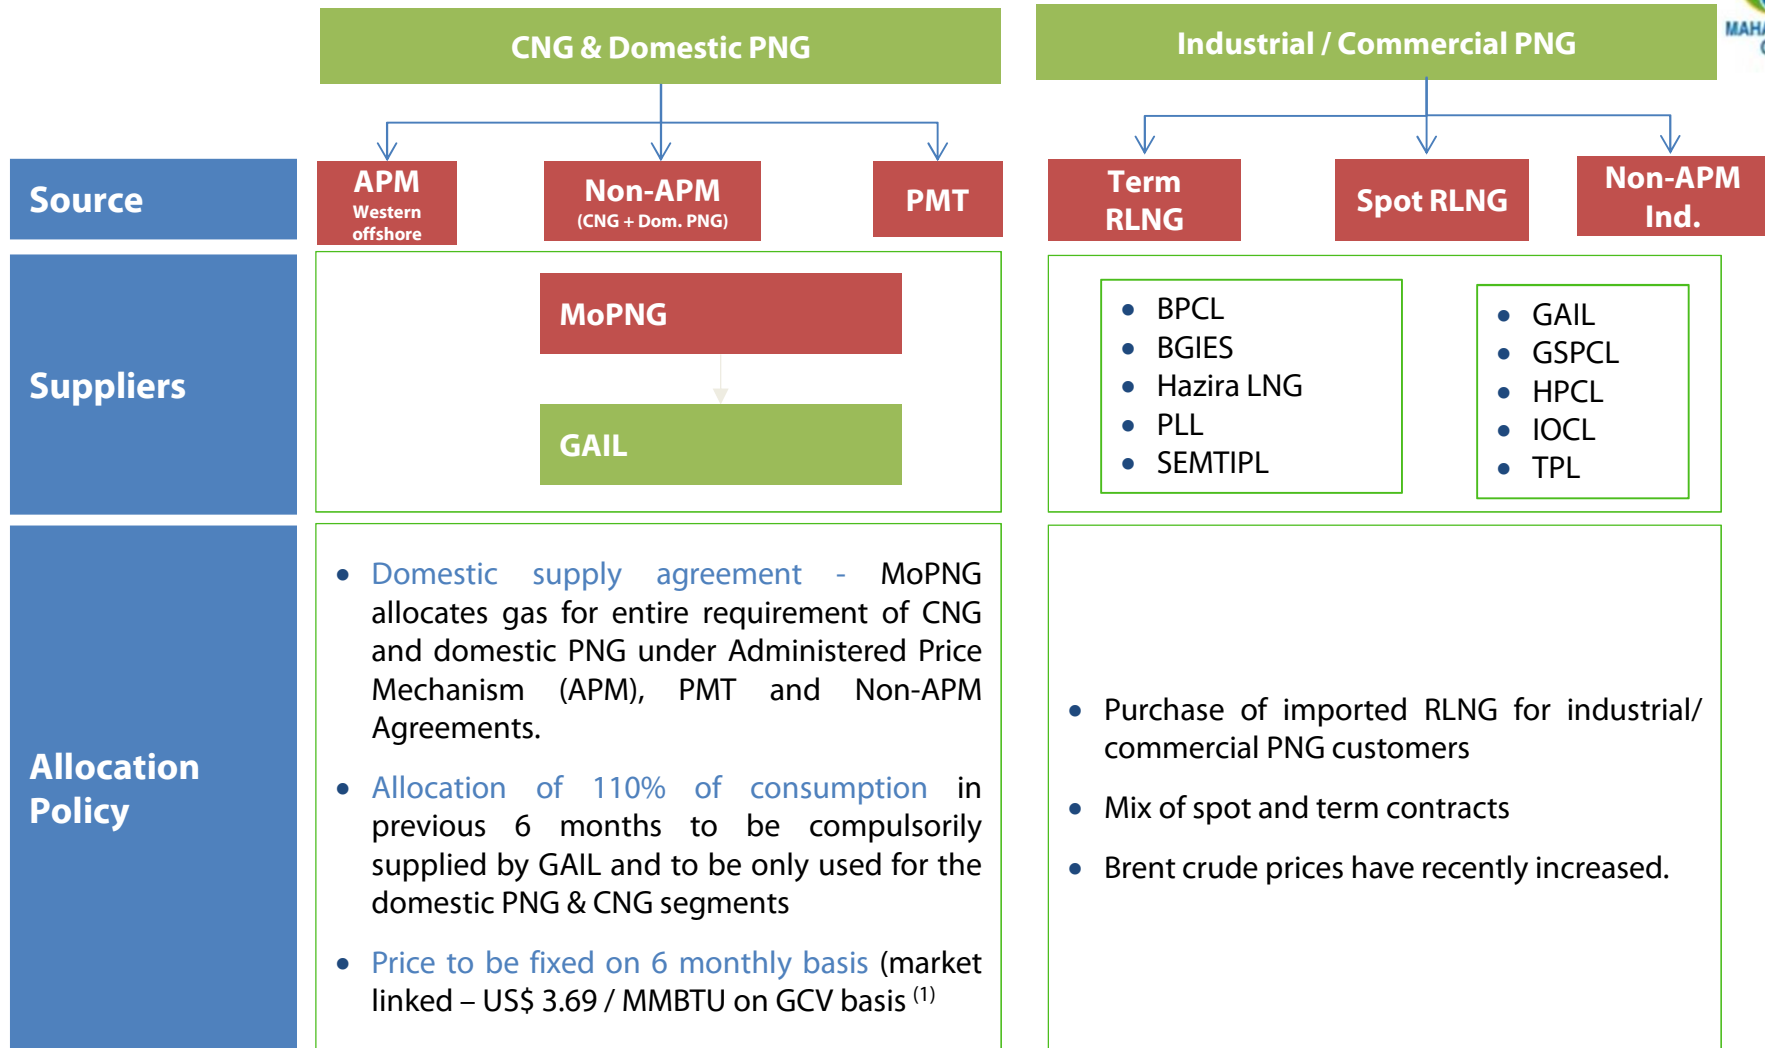 CNG & Domestic PNG
Industrial / Commercial PNG
Source
APM
Western
offshore
Non-APM
(CNG + Dom. PNG)
PMT
Term
RLNG
Spot RLNG
Non-APM
Ind.
Suppliers
MoPNG
GAIL
• BPCL
• BGIES
• Hazira LNG
• PLL
• SEMTIPL
• GAIL
• GSPCL
• HPCL
• IOCL
• TPL
Allocation
Policy
• Domestic supply agreement - MoPNG
allocates gas for entire requirement of CNG
and domestic PNG under Administered Price
Mechanism (APM), PMT and Non-APM
Agreements.
• Allocation of 110% of consumption in
previous 6 months to be compulsorily
supplied by GAIL and to be only used for the
domestic PNG & CNG segments
• Price to be fixed on 6 monthly basis (market
linked – US$ 3.69 / MMBTU on GCV basis (1)
• Purchase of imported RLNG for industrial/
commercial PNG customers
• Mix of spot and term contracts
• Brent crude prices have recently increased.